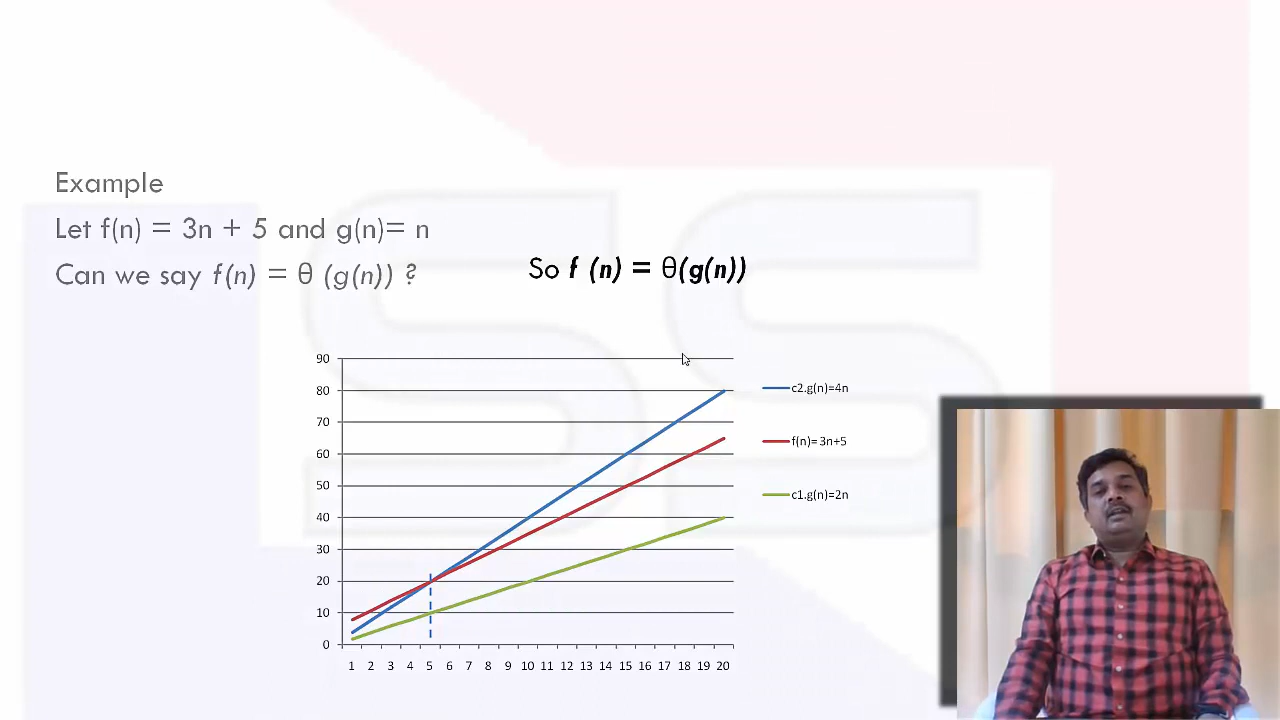 Example
Let f(n) = 3n + 5 and g(n)= n
Can we say f(n) = θ (g(n)) ?
So f (n) = θ(g(n))
90
80
70
60
50
40
30
20
10
0
1 2 3 4 5 6 7 8 9 10 11 12 13 14 15 16 17 18 19 20
c2.g(n)=4n
f(n)= 3n+5
c1.g(n)=2n
SS